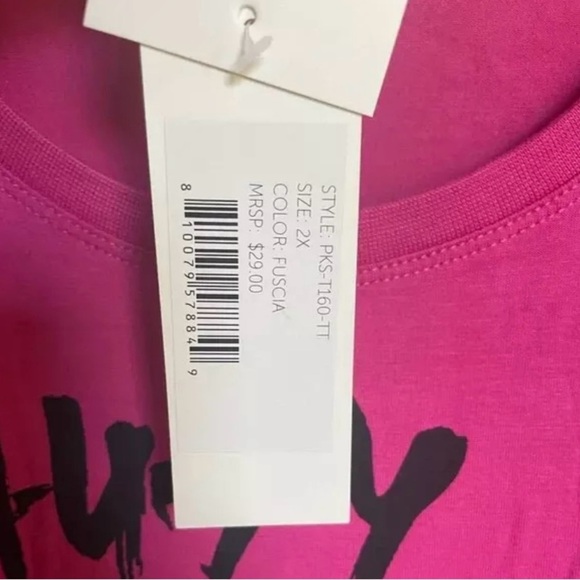 STYLE: PKS-T160-TT
SIZE: 2X
COLOR: FUSCIA
MRSP: $29.00
8 10079 57884 9